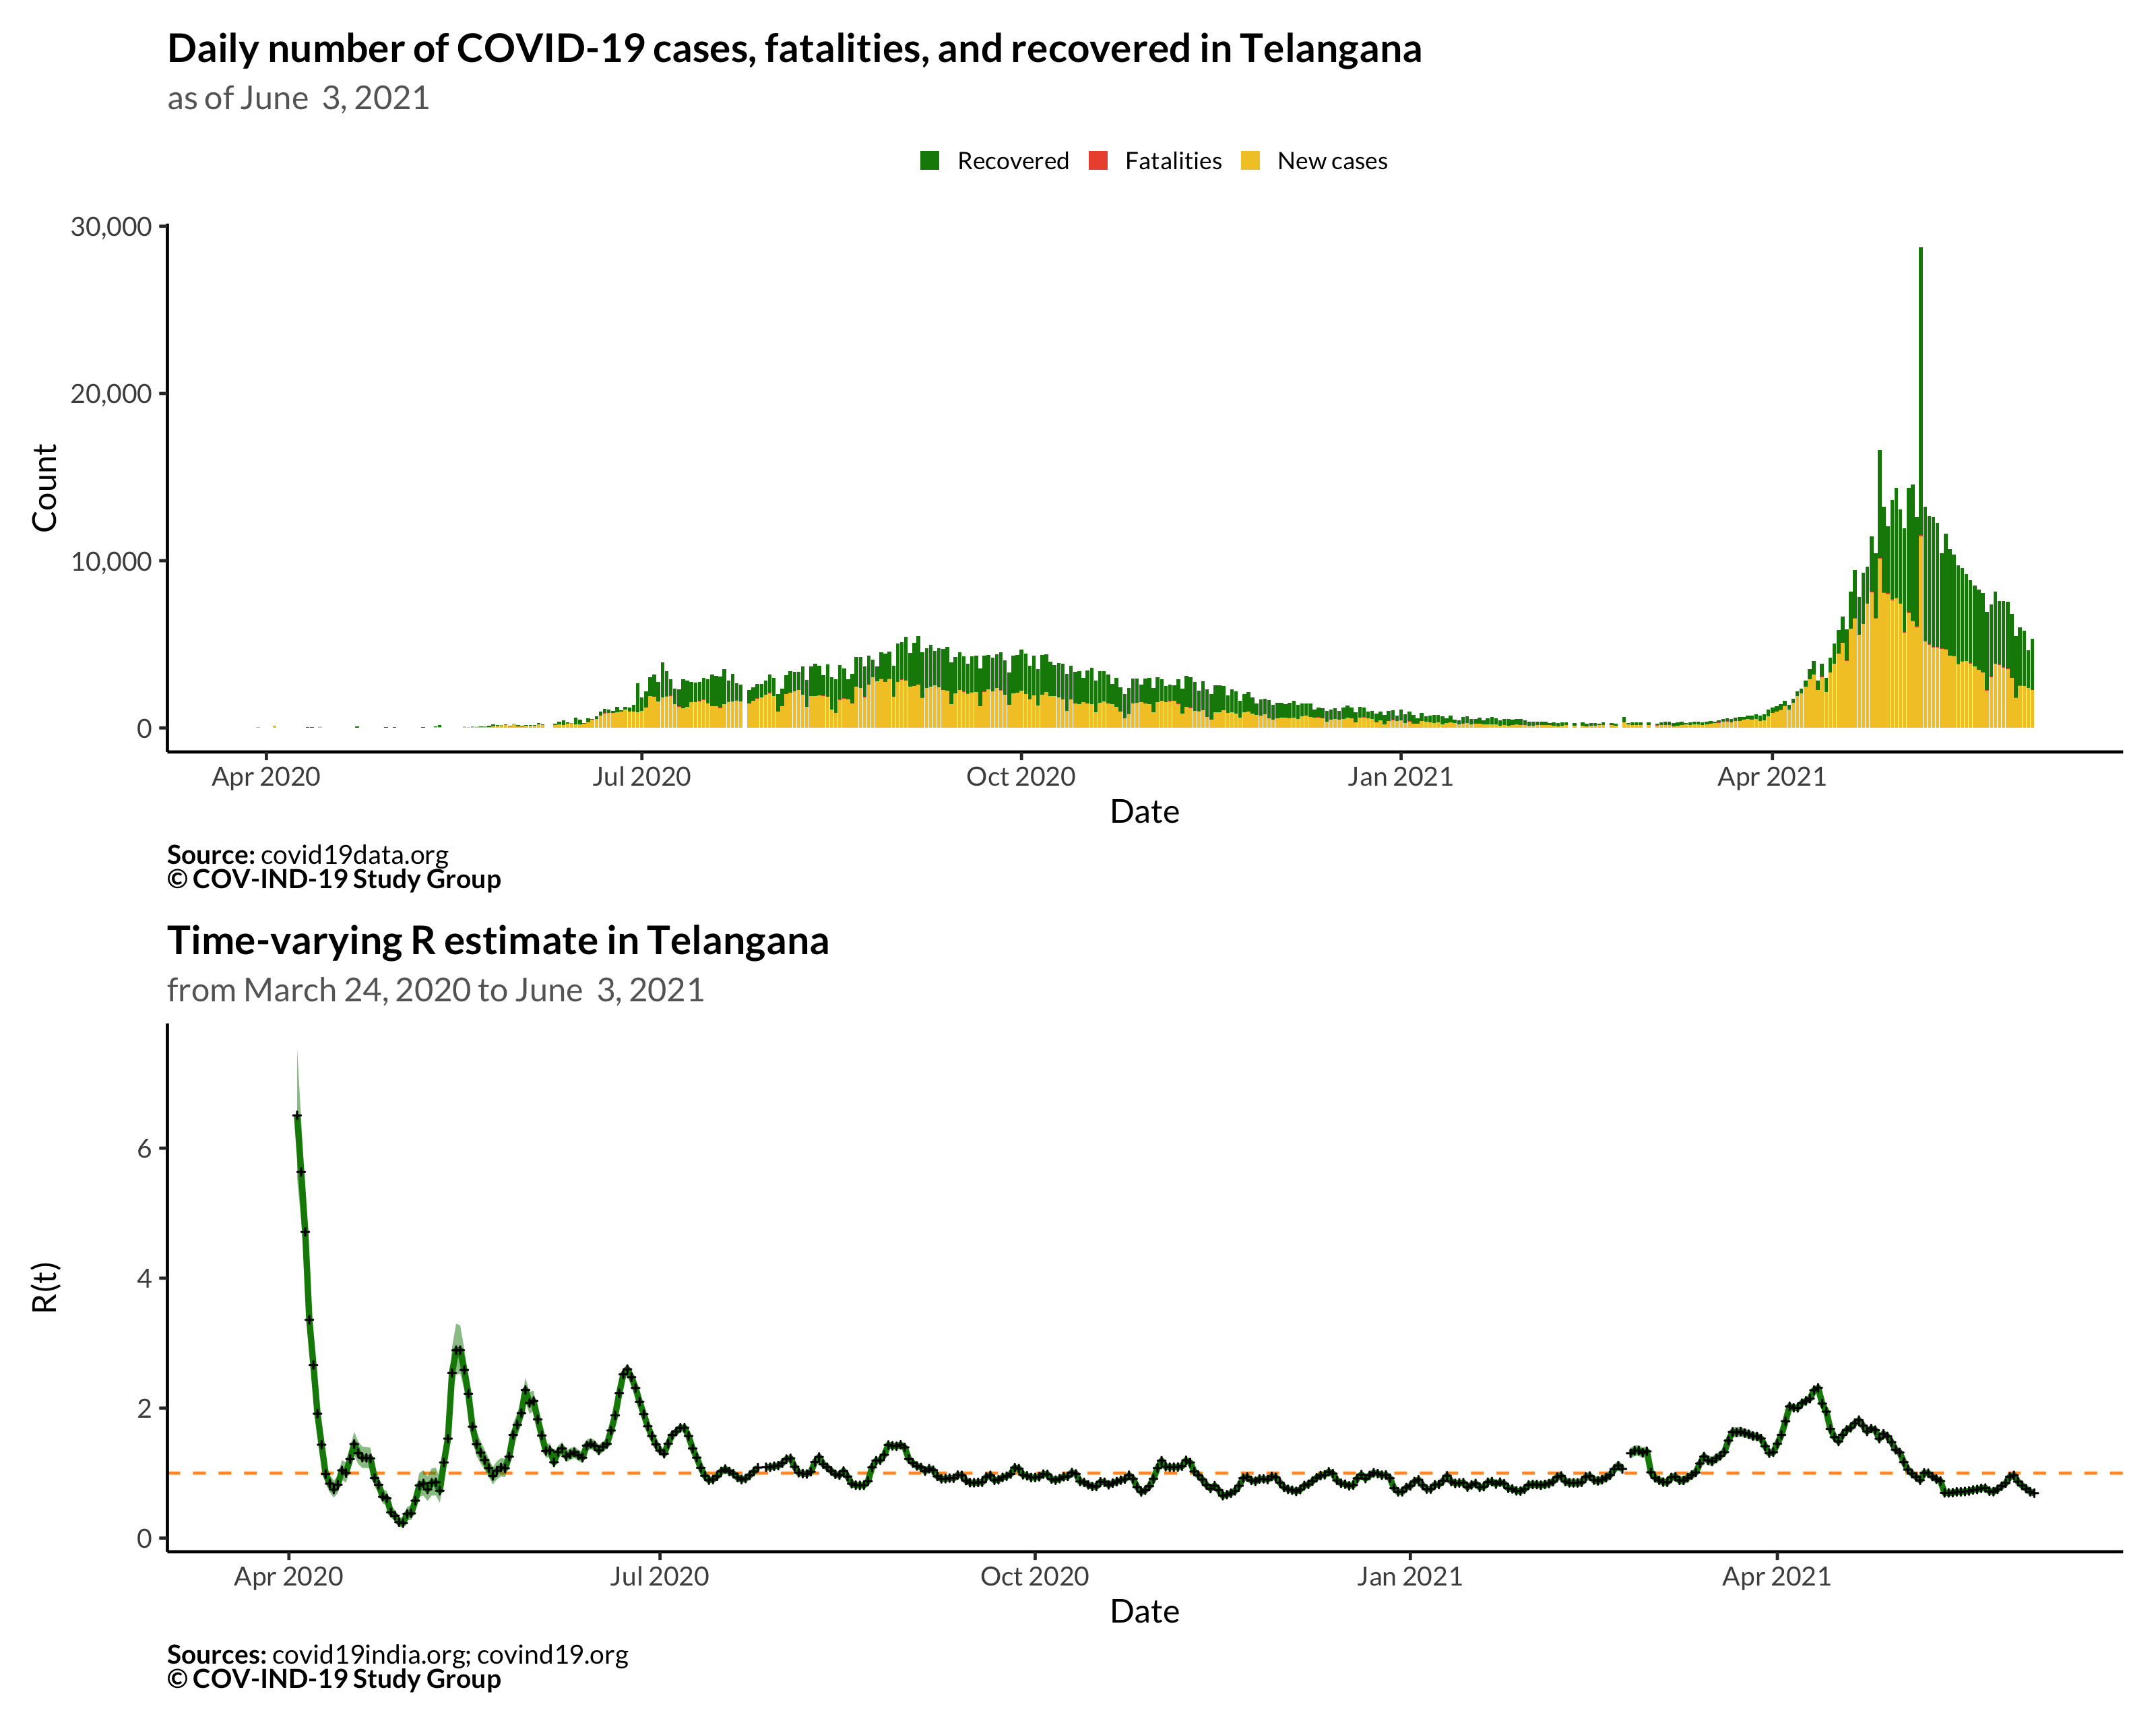 Daily number of COVID-19 cases, fatalities, and recovered in Telangana
as of June  3, 2021
Recovered Fatalities New cases
30,000
20,000
10,000
0
Count
Apr 2020 Jul 2020 Oct 2020 Jan 2021 Apr 2021
Date
Source: covid19data.org
© COV-IND-19 Study Group
Time-varying R estimate in Telangana
from March 24, 2020 to June  3, 2021
6
4
2
0
R(t)
Apr 2020 Jul 2020 Oct 2020 Jan 2021 Apr 2021
Date
Sources: covid19india.org; covind19.org
© COV-IND-19 Study Group